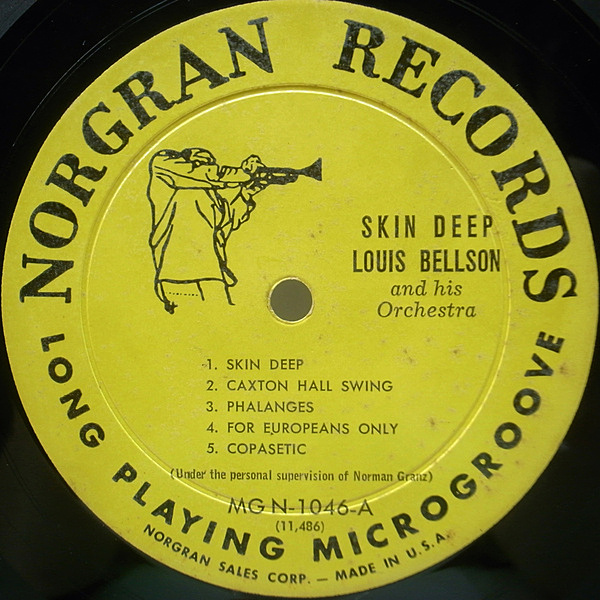 NORGRAN RECORDS
SKIN DEEP
LOUIS BELLSON
and his
Orchestra
1. SKIN DEEP
2. CAXTON HALL SWING
3. PHALANGES
4. FOR EUROPEANS ONLY
5. COPASETIC
(Under the personal supervision of Norman Granz)
MG N-1046-A
(11,486)
LONG PLAYING MICROGROOVE
NORGRAN SALES CORP. — MADE IN U.S.A.